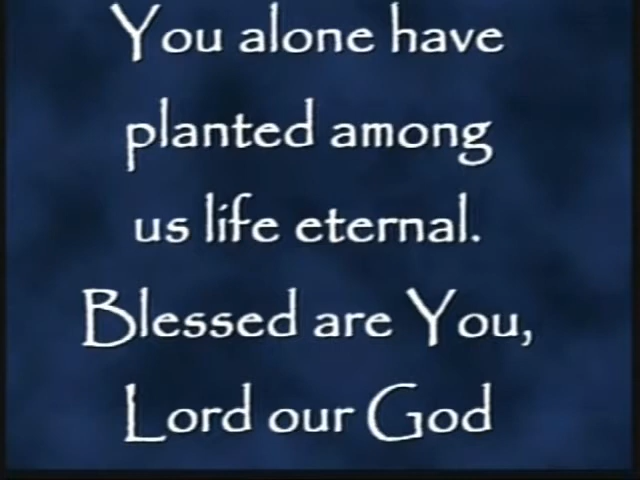 You alone have
planted among
us life eternal.
Blessed are You,
Lord our God